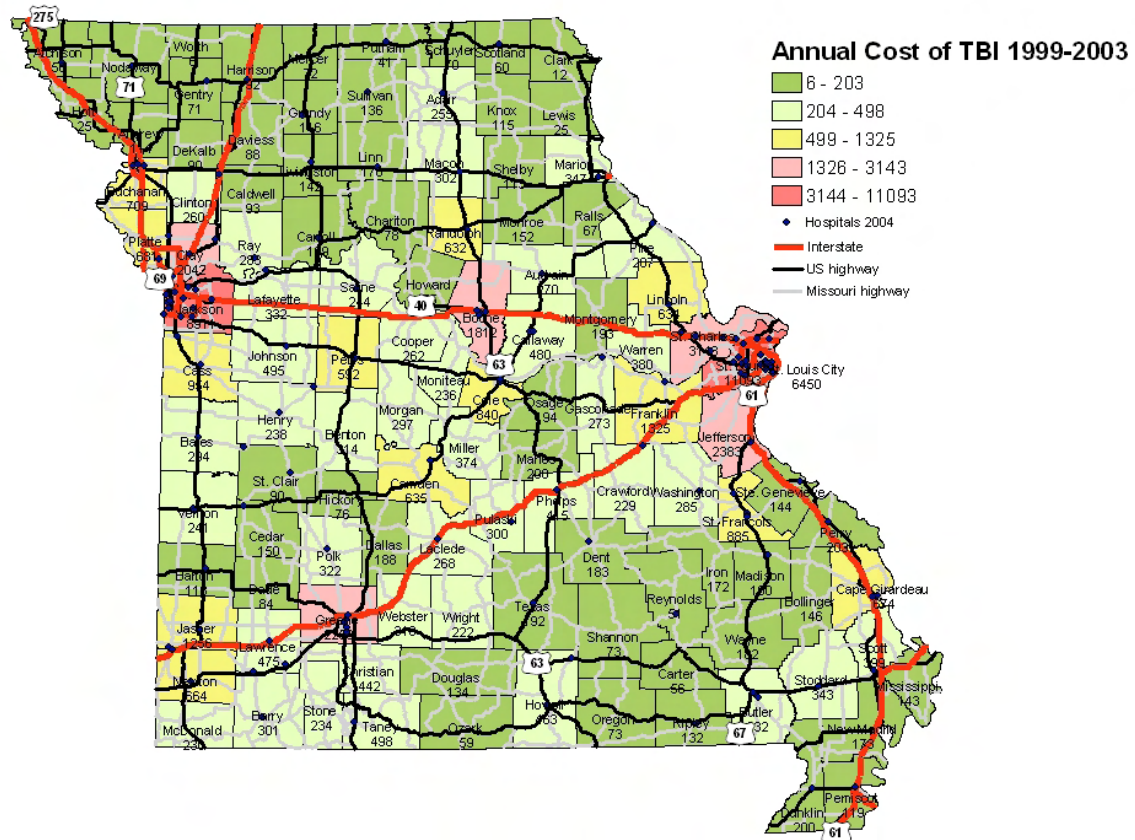 275
Annual Cost of TBI 1999-2003
6 - 203
204 - 498
499 - 1325
1326 - 3143
3144 - 11093
Hospitals 2004
Interstate
US highway
Missouri highway
Worth
Nodaway
71
Gentry
71
Harrison
92
Mercer
Putnam
41
Schuyler
Scotland
60
Clark
12
Sullivan
136
Adair
Knox
115
Lewis
25
Grundy
Daviess
88
DeKalb
Linn
Macon
302
Shelby
Marion
347
Livingston
142
Buchanan
709
Clinton
260
Caldwell
93
Chariton
78
Randolph
632
Monroe
152
Ralls
67
Pike
Platte
Clay
2042
Ray
Carroll
69
Jackson
Lafayette
332
Saline
244
Howard
40
Boone
1812
Audrain
Callaway
480
Montgomery
193
Lincoln
Warren
380
St. Charles
Louis City
6450
61
Cass
954
Johnson
495
Pettis
592
Cooper
262
Moniteau
236
63
Cole
840
Osage
Gasconade
273
Franklin
1325
Jefferson
2383
Bates
Henry
238
Benton
Morgan
297
Miller
374
Camden
635
Maries
St. Clair
Hickory
76
Phelps
Crawford
229
Washington
285
Ste. Genevieve
144
St. Francois
885
Perry
Vernon
241
Cedar
150
Polk
322
Dallas
188
Laclede
268
Pulaski
300
Dent
183
Iron
172
Madison
Bollinger
146
Cape Girardeau
Barton
Dade
84
Greene
Webster
Wright
222
Texas
Reynolds
Shannon
73
Wayne
Scott
Jasper
Lawrence
475
Christian
Douglas
134
63
Carter
56
Stoddard
343
Mississippi
143
Newton
664
McDonald
Barry
301
Stone
234
Taney
498
Ozark
59
Howell
Oregon
73
Ripley
132
67
Butler
New Madrid
173
Dunklin
200
Pemiscot
119
61